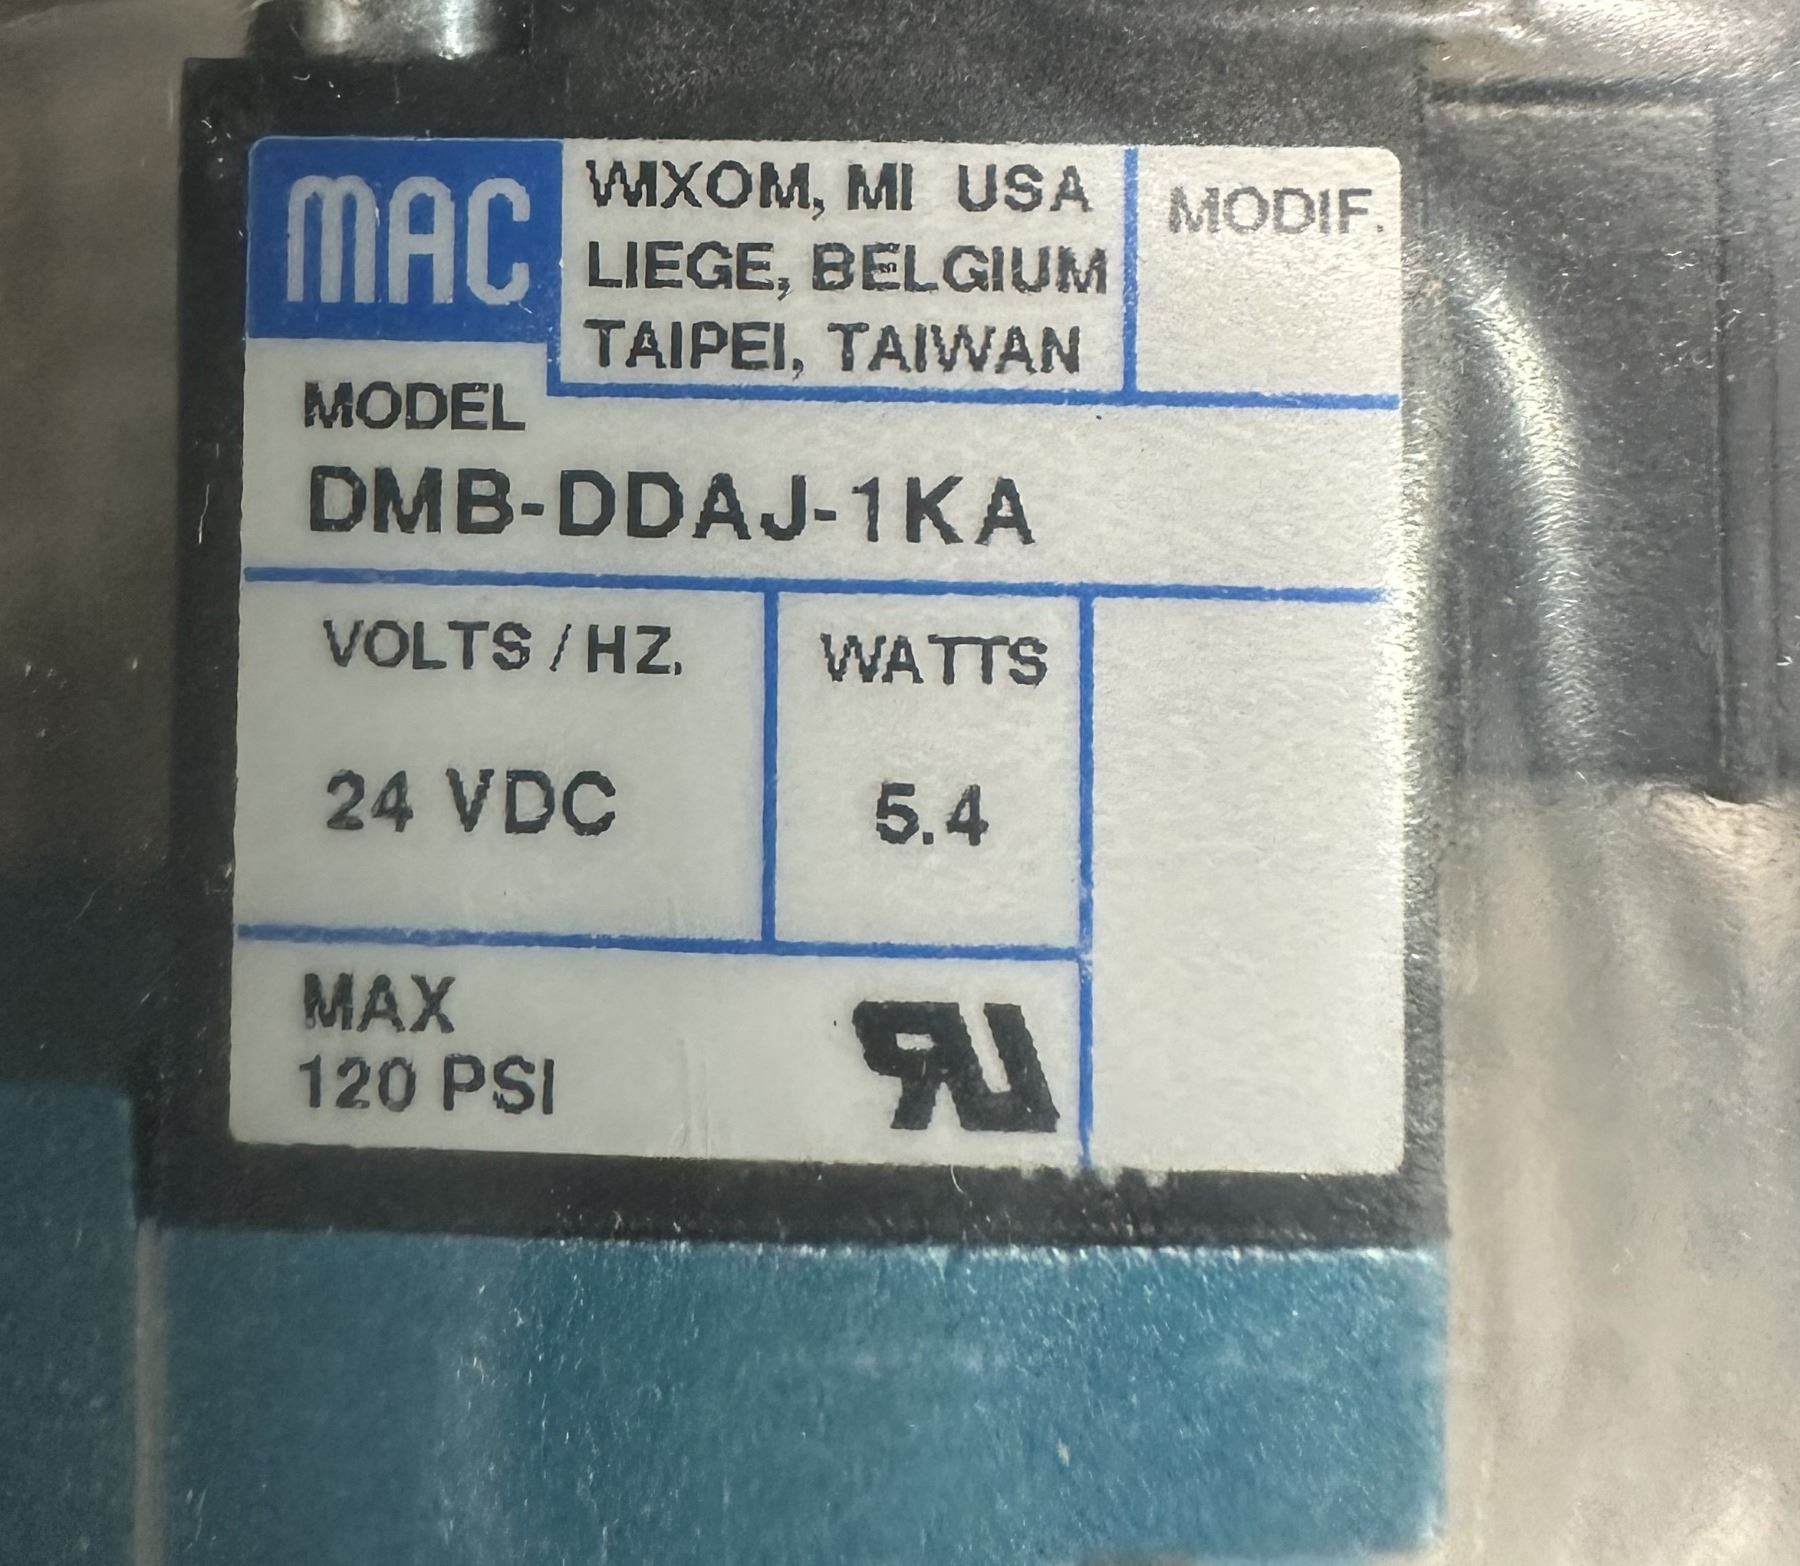 MAC
WIXOM, MI USA
LIEGE, BELGIUM
TAIPEI, TAIWAN
MODIF.
MODEL
DMB-DDAJ-1KA
VOLTS/HZ.
24 VDC
WATTS
5.4
MAX
120 PSI